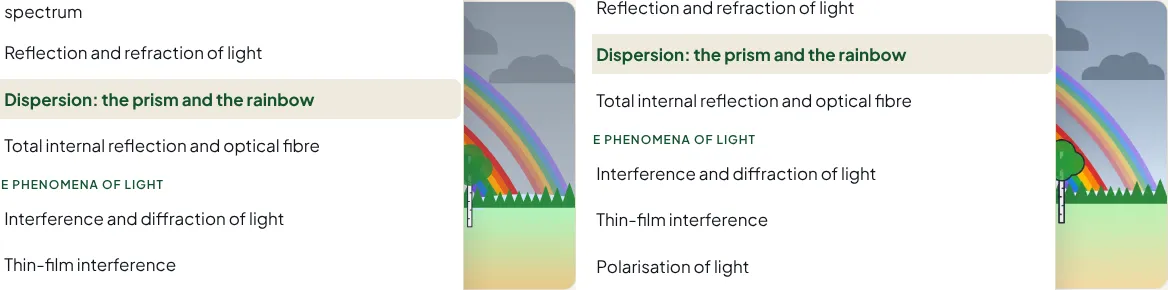 spectrum
Reflection and refraction of light
Dispersion: the prism and the rainbow
Total internal reflection and optical fibre
E PHENOMENA OF LIGHT
Interference and diffraction of light
Thin-film interference
Reflection and refraction of light
Dispersion: the prism and the rainbow
Total internal reflection and optical fibre
E PHENOMENA OF LIGHT
Interference and diffraction of light
Thin-film interference
Polarisation of light